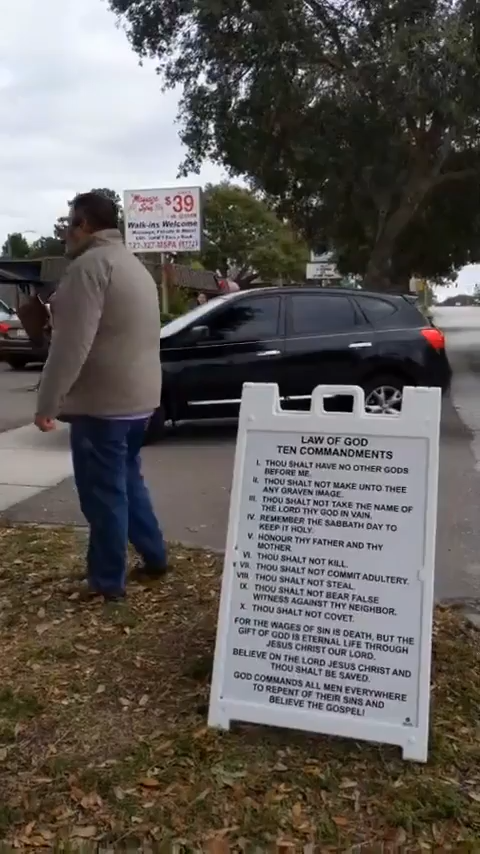 Massage
Spa
$39
Walk-ins Welcome
LAW OF GOD
TEN COMMANDMENTS
I. THOU SHALT HAVE NO OTHER GODS
BEFORE ME.
II. THOU SHALT NOT MAKE UNTO THEE
ANY GRAVEN IMAGE.
III. THOU SHALT NOT TAKE THE NAME OF
THE LORD THY GOD IN VAIN.
IV. REMEMBER THE SABBATH DAY TO
KEEP IT HOLY.
V. HONOUR THY FATHER AND THY
MOTHER.
VI. THOU SHALT NOT KILL.
VII. THOU SHALT NOT COMMIT ADULTERY.
VIII. THOU SHALT NOT STEAL.
IX. THOU SHALT NOT BEAR FALSE
WITNESS AGAINST THY NEIGHBOR.
X. THOU SHALT NOT COVET.
FOR THE WAGES OF SIN IS DEATH, BUT THE
GIFT OF GOD IS ETERNAL LIFE THROUGH
JESUS CHRIST OUR LORD.
BELIEVE ON THE LORD JESUS CHRIST AND
THOU SHALT BE SAVED.
GOD COMMANDS ALL MEN EVERYWHERE
TO REPENT OF THEIR SINS AND
BELIEVE THE GOSPEL!